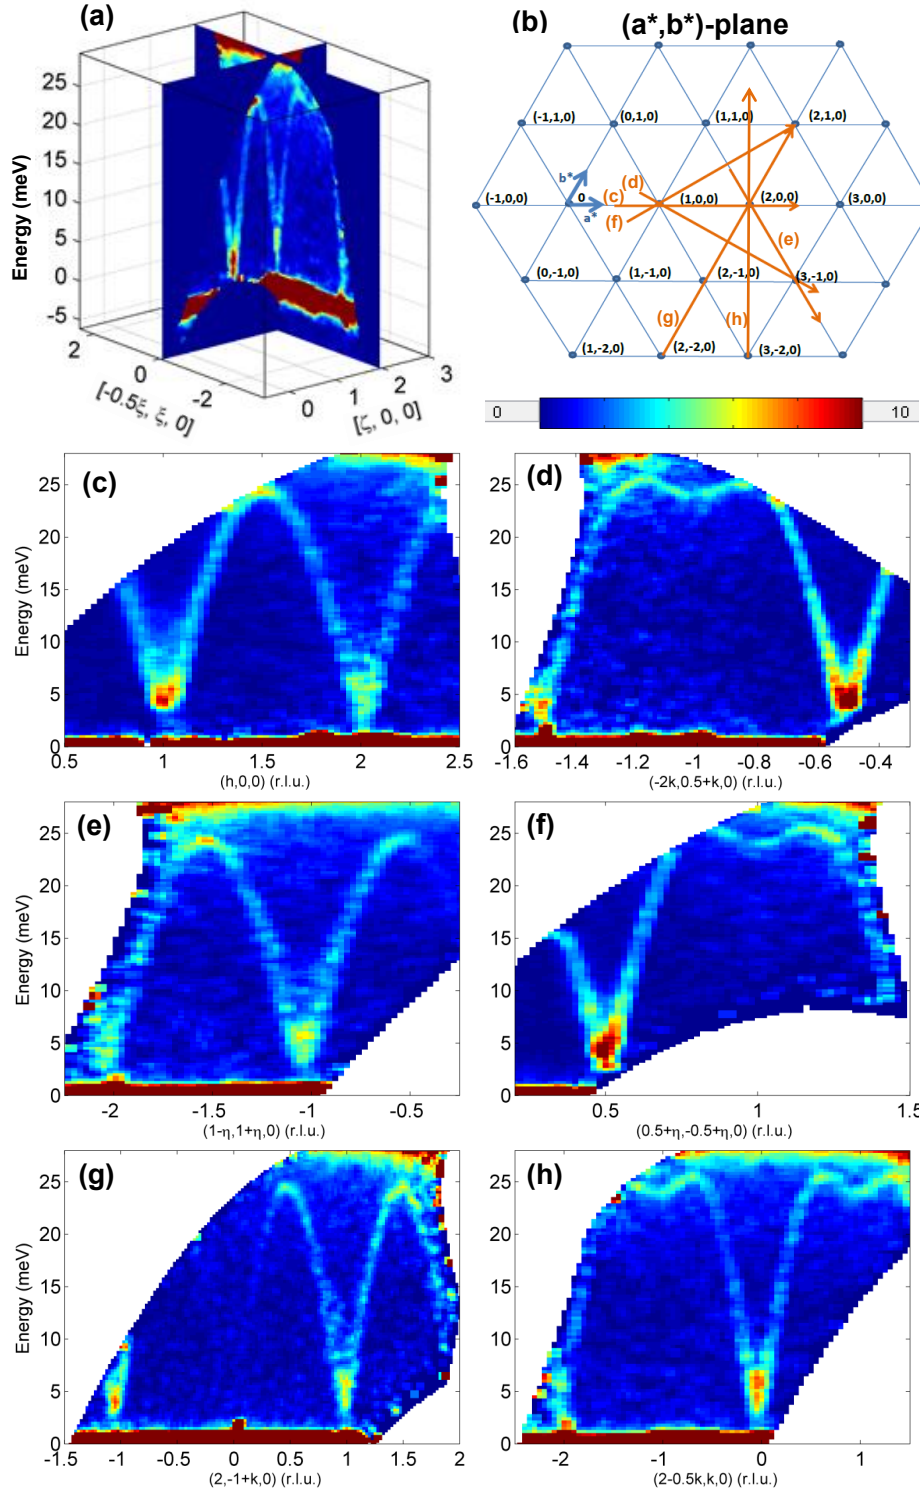 (a)
Energy (meV)
25
20
15
10
5
0
-5
2
0
-2
0
1
2
3
[-0.5ξ, ξ, 0]
[ζ, 0, 0]
(b) (a*,b*)-plane
(-1,1,0) (0,1,0) (1,1,0) (2,1,0)
b* (d)
(-1,0,0) 0 (c) (1,0,0) (2,0,0) (3,0,0)
a* (f)
(e)
(0,-1,0) (1,-1,0) (2,-1,0) (3,-1,0)
(g) (h)
(1,-2,0) (2,-2,0) (3,-2,0)
0 10
(c)
Energy (meV)
25
20
15
10
5
0
0.5 1 1.5 2 2.5
(h,0,0) (r.l.u.)
(d)
25
20
15
10
5
0
-1.6 -1.4 -1.2 -1 -0.8 -0.6 -0.4
(-2k,0.5+k,0) (r.l.u.)
(e)
Energy (meV)
25
20
15
10
5
0
-2 -1.5 -1 -0.5
(1-η,1+η,0) (r.l.u.)
(f)
25
20
15
10
5
0
0.5 1 1.5
(0.5+η,-0.5+η,0) (r.l.u.)
(g)
Energy (meV)
25
20
15
10
5
0
-1.5 -1 -0.5 0 0.5 1 1.5 2
(2,-1+k,0) (r.l.u.)
(h)
25
20
15
10
5
0
-2 -1 0 1
(2-0.5k,k,0) (r.l.u.)